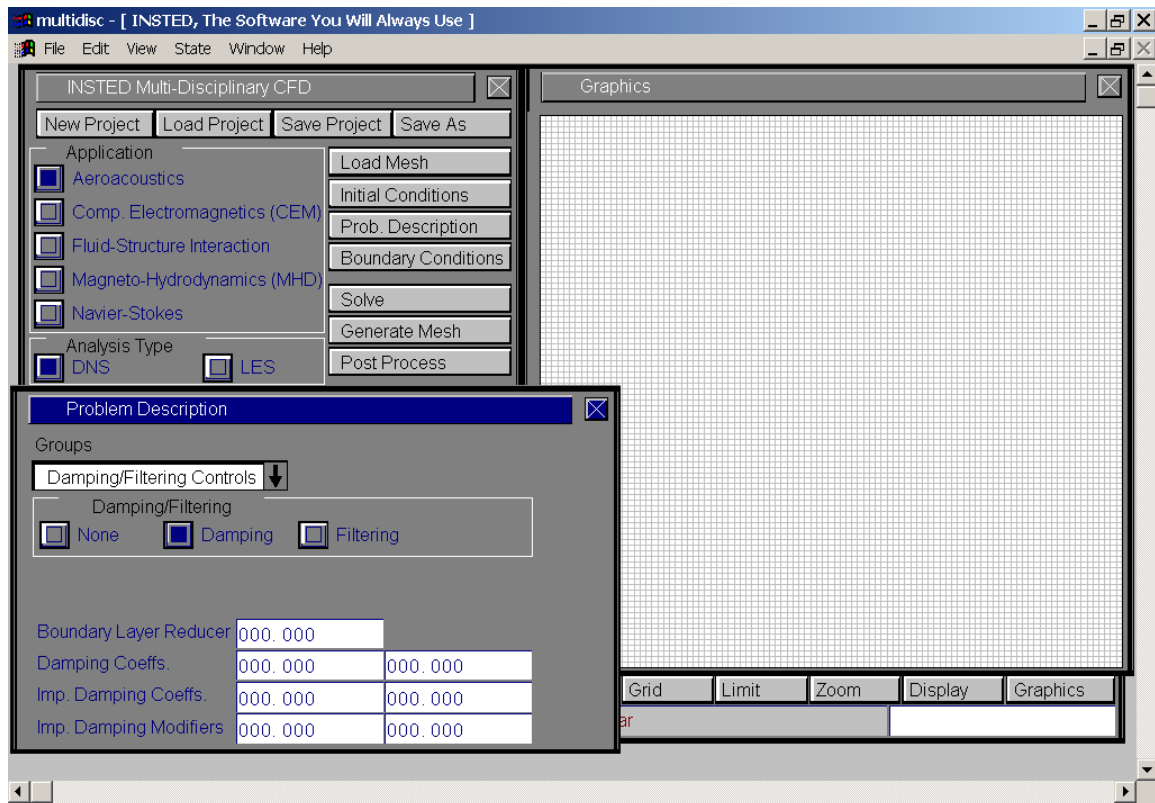 multidisc - [ INSTED, The Software You Will Always Use ]
File Edit View State Window Help
INSTED Multi-Disciplinary CFD
Graphics
New Project Load Project Save Project Save As
Application
Aeroacoustics
Comp. Electromagnetics (CEM)
Fluid-Structure Interaction
Magneto-Hydrodynamics (MHD)
Navier-Stokes
Analysis Type
DNS LES
Load Mesh
Initial Conditions
Prob. Description
Boundary Conditions
Solve
Generate Mesh
Post Process
Problem Description
Groups
Damping/Filtering Controls
Damping/Filtering
None Damping Filtering
Boundary Layer Reducer 000.000
Damping Coeffs. 000.000 000.000
Imp. Damping Coeffs. 000.000 000.000
Imp. Damping Modifiers 000.000 000.000
Grid Limit Zoom Display Graphics
ar